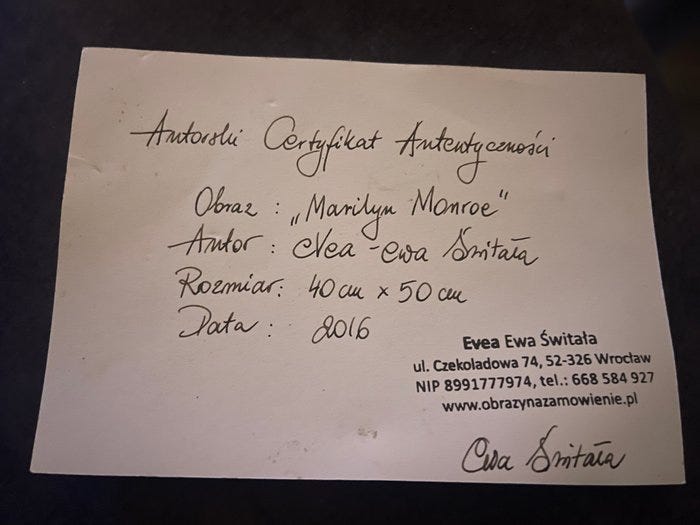 Autorski Certyfikat Autentyczności
Obraz : „Marilyn Monroe"
Autor : eVea - Ewa Świtała
Rozmiar: 40 cm x 50 cm
Data : 2016
Evea Ewa Świtała
ul. Czekoladowa 74, 52-326 Wrocław
NIP 8991777974, tel.: 668 584 927
www.obrazynazamowienie.pl
Ewa Świtała